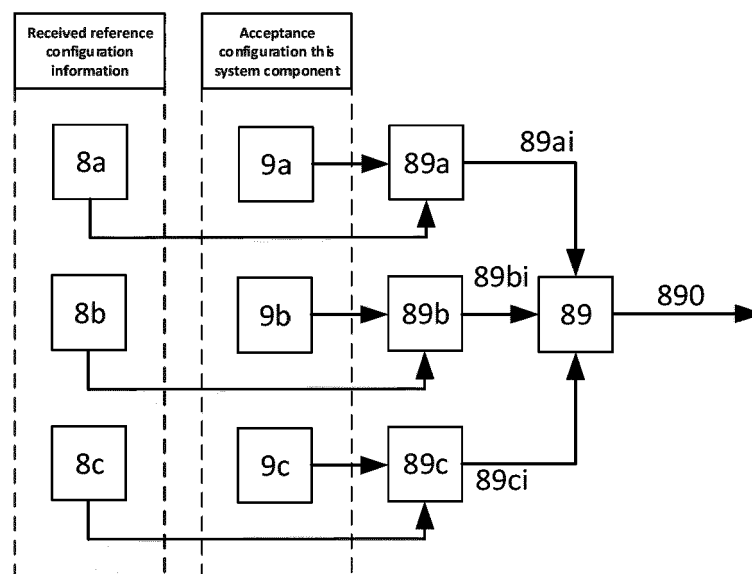 Received reference
configuration
information
Acceptance
configuration this
system component
8a
9a
89a
89ai
8b
9b
89b
89bi
89
890
8c
9c
89c
89ci